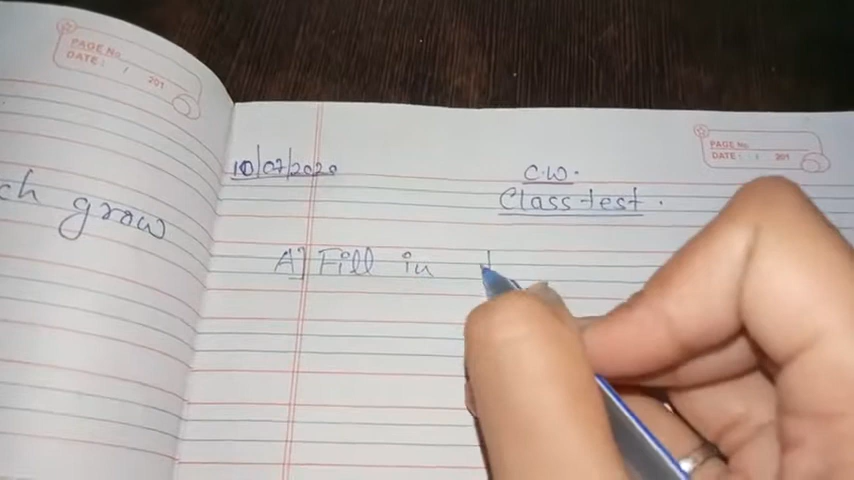 PAGE No.
DATE: / / 201
ch grow
PAGE No.
DATE: / / 201
10/07/2020
C.W.
Class-test.
A] Fill in